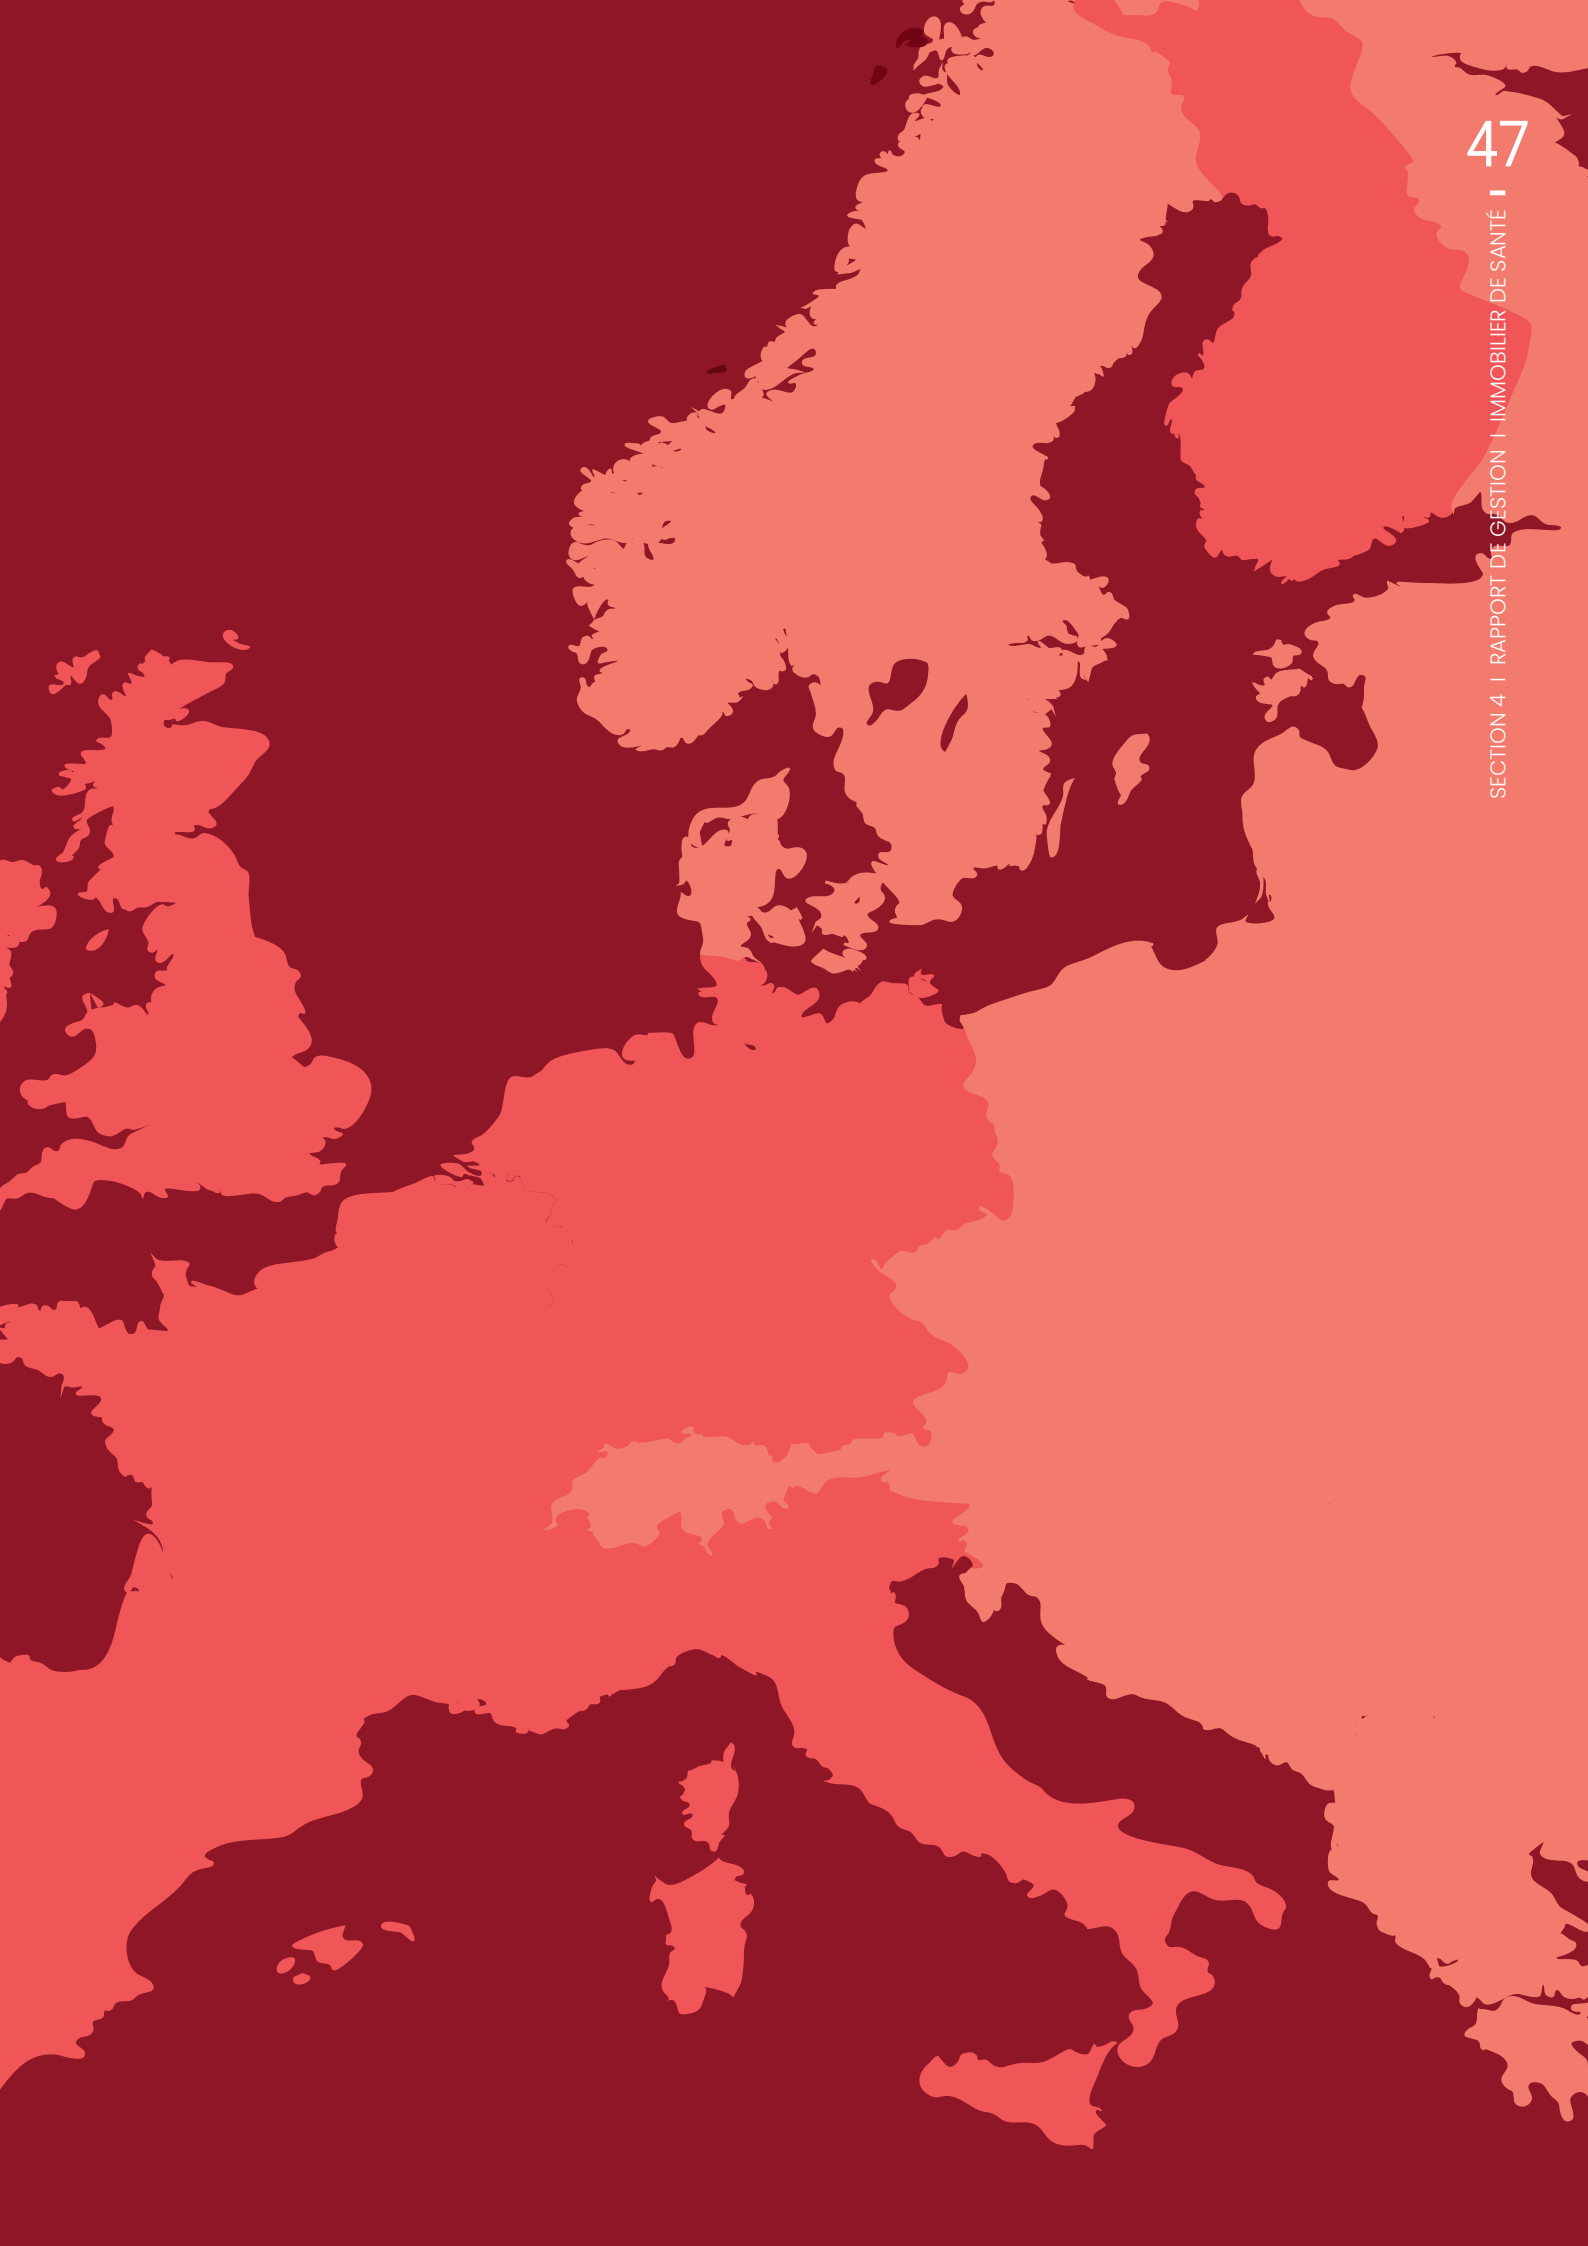 47
SECTION 4 I RAPPORT DE GESTION I IMMOBILIER DE SANTÉ